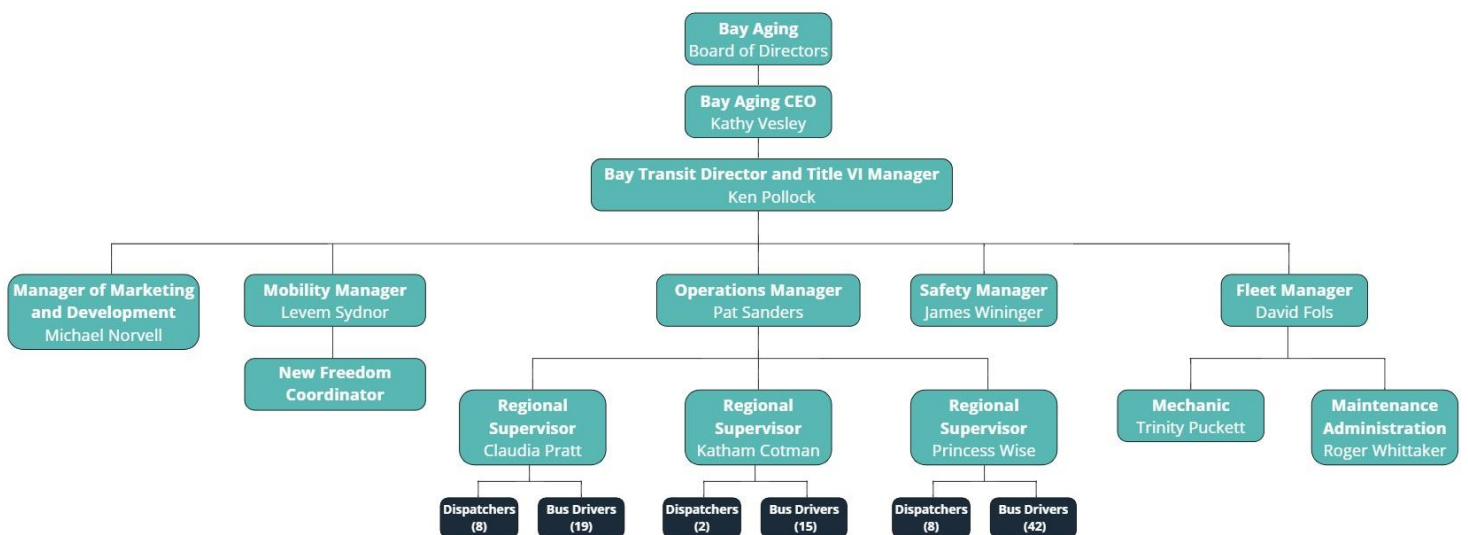 Bay Aging
Board of Directors
Bay Aging CEO
Kathy Vesley
Bay Transit Director and Title VI Manager
Ken Pollock
Manager of Marketing
and Development
Michael Norvell
Mobility Manager
Levem Sydnor
Operations Manager
Pat Sanders
Safety Manager
James Wininger
Fleet Manager
David Fols
New Freedom
Coordinator
Regional
Supervisor
Claudia Pratt
Regional
Supervisor
Katham Cotman
Regional
Supervisor
Princess Wise
Mechanic
Trinity Puckett
Maintenance
Administration
Roger Whittaker
Dispatchers
(8)
Bus Drivers
(19)
Dispatchers
(2)
Bus Drivers
(15)
Dispatchers
(8)
Bus Drivers
(42)